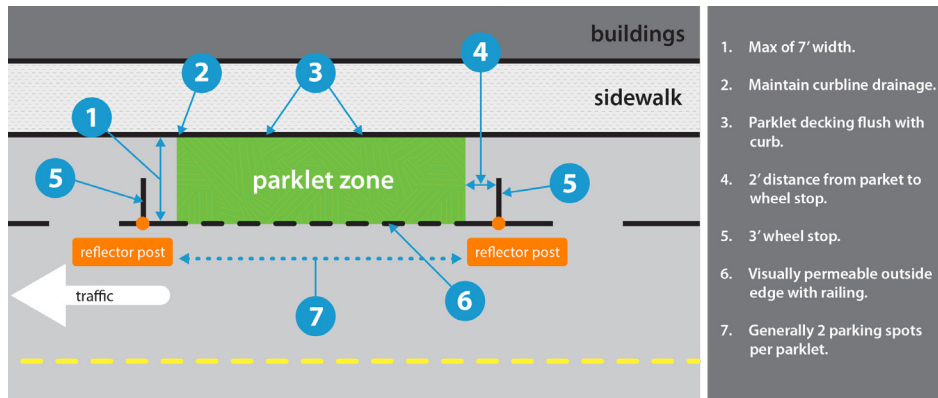 buildings
4
2
3
1. Max of 7' width.
2. Maintain curbline drainage.
sidewalk
1
3. Parklet decking flush with
curb.
5
parklet zone
5
4. 2' distance from parket to
wheel stop.
5. 3' wheel stop.
reflector post
reflector post
6. Visually permeable outside
edge with railing.
traffic
7
6
7. Generally 2 parking spots
per parklet.